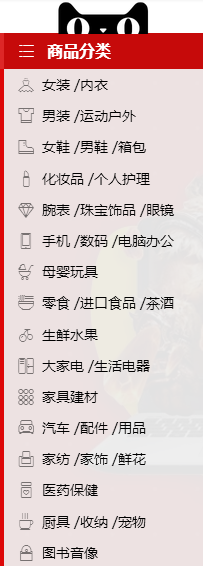 商品分类
女装 /内衣
男装 /运动户外
女鞋 /男鞋 /箱包
化妆品 /个人护理
腕表 /珠宝饰品 /眼镜
手机 /数码 /电脑办公
母婴玩具
零食 /进口食品 /茶酒
生鲜水果
大家电 /生活电器
家具建材
汽车 /配件 /用品
家纺 /家饰 /鲜花
医药保健
厨具 /收纳 /宠物
图书音像